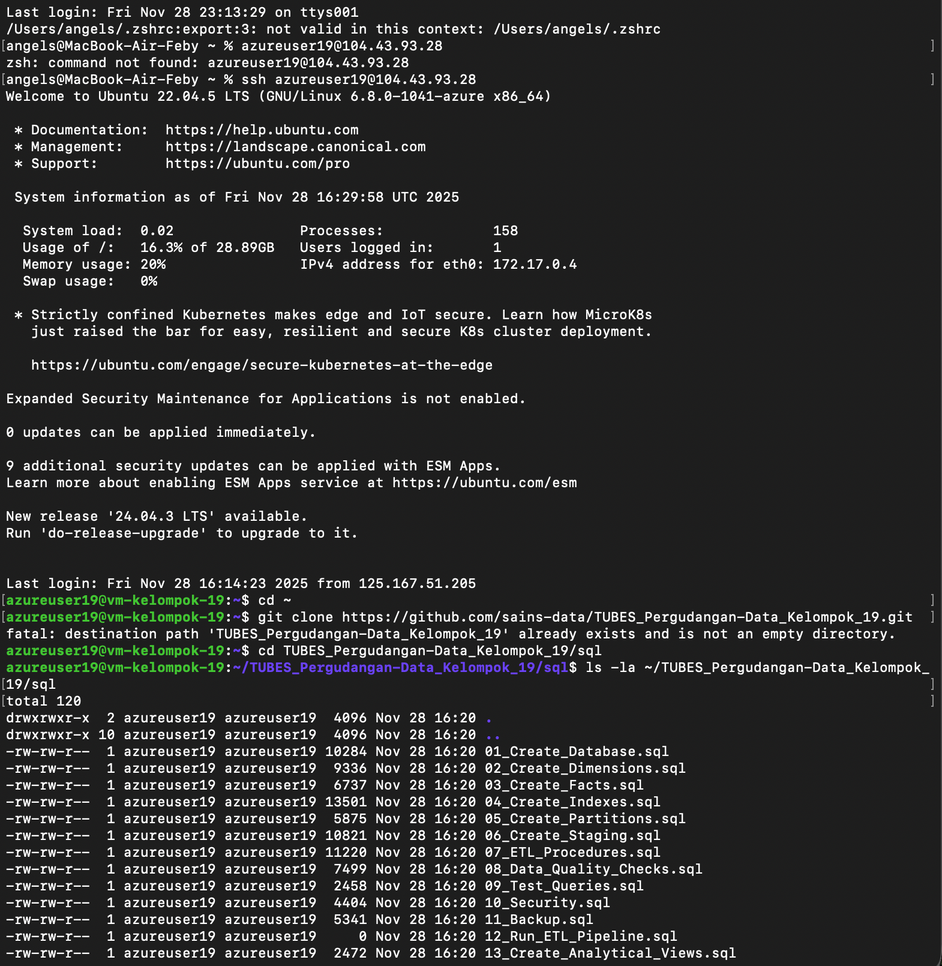 Last login: Fri Nov 28 23:13:29 on ttys001
/Users/angels/.zshrc:export:3: not valid in this context: /Users/angels/.zshrc
[angels@MacBook-Air-Feby ~ % azureuser19@104.43.93.28 ]
zsh: command not found: azureuser19@104.43.93.28
[angels@MacBook-Air-Feby ~ % ssh azureuser19@104.43.93.28 ]
Welcome to Ubuntu 22.04.5 LTS (GNU/Linux 6.8.0-1041-azure x86_64)
* Documentation: https://help.ubuntu.com
* Management: https://landscape.canonical.com
* Support: https://ubuntu.com/pro
System information as of Fri Nov 28 16:29:58 UTC 2025
System load: 0.02 Processes: 158
Usage of /: 16.3% of 28.89GB Users logged in: 1
Memory usage: 20% IPv4 address for eth0: 172.17.0.4
Swap usage: 0%
* Strictly confined Kubernetes makes edge and IoT secure. Learn how MicroK8s
just raised the bar for easy, resilient and secure K8s cluster deployment.
https://ubuntu.com/engage/secure-kubernetes-at-the-edge
Expanded Security Maintenance for Applications is not enabled.
0 updates can be applied immediately.
9 additional security updates can be applied with ESM Apps.
Learn more about enabling ESM Apps service at https://ubuntu.com/esm
New release '24.04.3 LTS' available.
Run 'do-release-upgrade' to upgrade to it.
Last login: Fri Nov 28 16:14:23 2025 from 125.167.51.205
[azureuser19@vm-kelompok-19:~$ cd ~ ]
[azureuser19@vm-kelompok-19:~$ git clone https://github.com/sains-data/TUBES_Pergudangan-Data_Kelompok_19.git ]
fatal: destination path 'TUBES_Pergudangan-Data_Kelompok_19' already exists and is not an empty directory.
azureuser19@vm-kelompok-19:~$ cd TUBES_Pergudangan-Data_Kelompok_19/sql
azureuser19@vm-kelompok-19:~/TUBES_Pergudangan-Data_Kelompok_19/sql$ ls -la ~/TUBES_Pergudangan-Data_Kelompok_
[19/sql ]
[total 120 ]
drwxrwxr-x 2 azureuser19 azureuser19 4096 Nov 28 16:20 .
drwxrwxr-x 10 azureuser19 azureuser19 4096 Nov 28 16:20 ..
-rw-rw-r-- 1 azureuser19 azureuser19 10284 Nov 28 16:20 01_Create_Database.sql
-rw-rw-r-- 1 azureuser19 azureuser19 9336 Nov 28 16:20 02_Create_Dimensions.sql
-rw-rw-r-- 1 azureuser19 azureuser19 6737 Nov 28 16:20 03_Create_Facts.sql
-rw-rw-r-- 1 azureuser19 azureuser19 13501 Nov 28 16:20 04_Create_Indexes.sql
-rw-rw-r-- 1 azureuser19 azureuser19 5875 Nov 28 16:20 05_Create_Partitions.sql
-rw-rw-r-- 1 azureuser19 azureuser19 10821 Nov 28 16:20 06_Create_Staging.sql
-rw-rw-r-- 1 azureuser19 azureuser19 11220 Nov 28 16:20 07_ETL_Procedures.sql
-rw-rw-r-- 1 azureuser19 azureuser19 7499 Nov 28 16:20 08_Data_Quality_Checks.sql
-rw-rw-r-- 1 azureuser19 azureuser19 2458 Nov 28 16:20 09_Test_Queries.sql
-rw-rw-r-- 1 azureuser19 azureuser19 4404 Nov 28 16:20 10_Security.sql
-rw-rw-r-- 1 azureuser19 azureuser19 5341 Nov 28 16:20 11_Backup.sql
-rw-rw-r-- 1 azureuser19 azureuser19 0 Nov 28 16:20 12_Run_ETL_Pipeline.sql
-rw-rw-r-- 1 azureuser19 azureuser19 2472 Nov 28 16:20 13_Create_Analytical_Views.sql